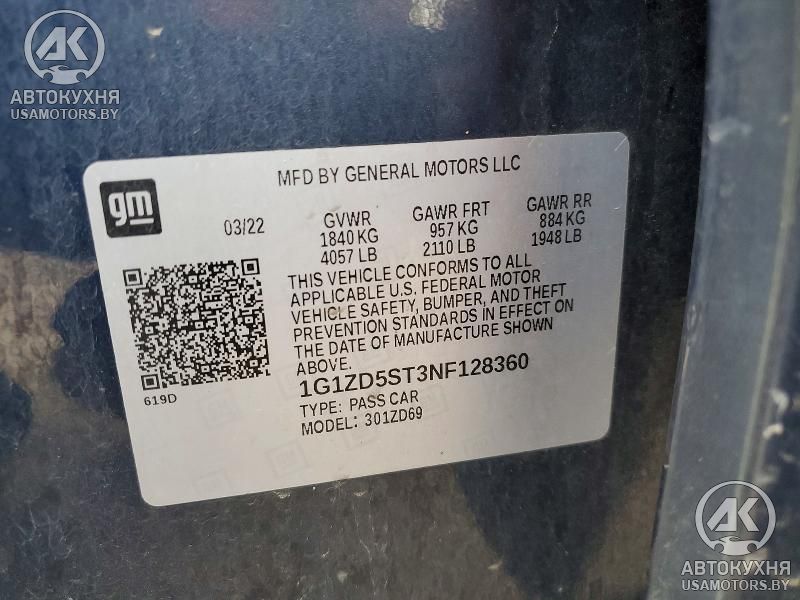 AK
АВТОКУХНЯ
USAMOTORS.BY
MFD BY GENERAL MOTORS LLC
gm
03/22
GVWR GAWR FRT GAWR RR
1840 KG 957 KG 884 KG
4057 LB 2110 LB 1948 LB
THIS VEHICLE CONFORMS TO ALL
APPLICABLE U.S. FEDERAL MOTOR
VEHICLE SAFETY, BUMPER, AND THEFT
PREVENTION STANDARDS IN EFFECT ON
THE DATE OF MANUFACTURE SHOWN
ABOVE.
1G1ZD5ST3NF128360
619D
TYPE: PASS CAR
MODEL: 301ZD69
AK
АВТОКУХНЯ
USAMOTORS.BY